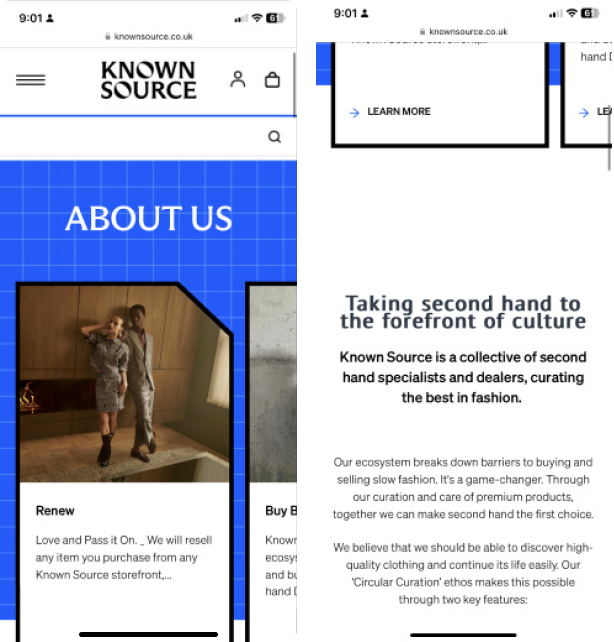 9:01
63
knownsource.co.uk
KNOWN
SOURCE
ABOUT US
Renew
Love and Pass it On. _ We will resell
any item you purchase from any
Known Source storefront,...
Buy B
Known
ecosys
and bu
hand D
9:01
63
knownsource.co.uk
hand D
LEARN MORE
LEA
Taking second hand to
the forefront of culture
Known Source is a collective of second
hand specialists and dealers, curating
the best in fashion.
Our ecosystem breaks down barriers to buying and
selling slow fashion. It's a game-changer. Through
our curation and care of premium products,
together we can make second hand the first choice.
We believe that we should be able to discover high-
quality clothing and continue its life easily. Our
'Circular Curation' ethos makes this possible
through two key features: